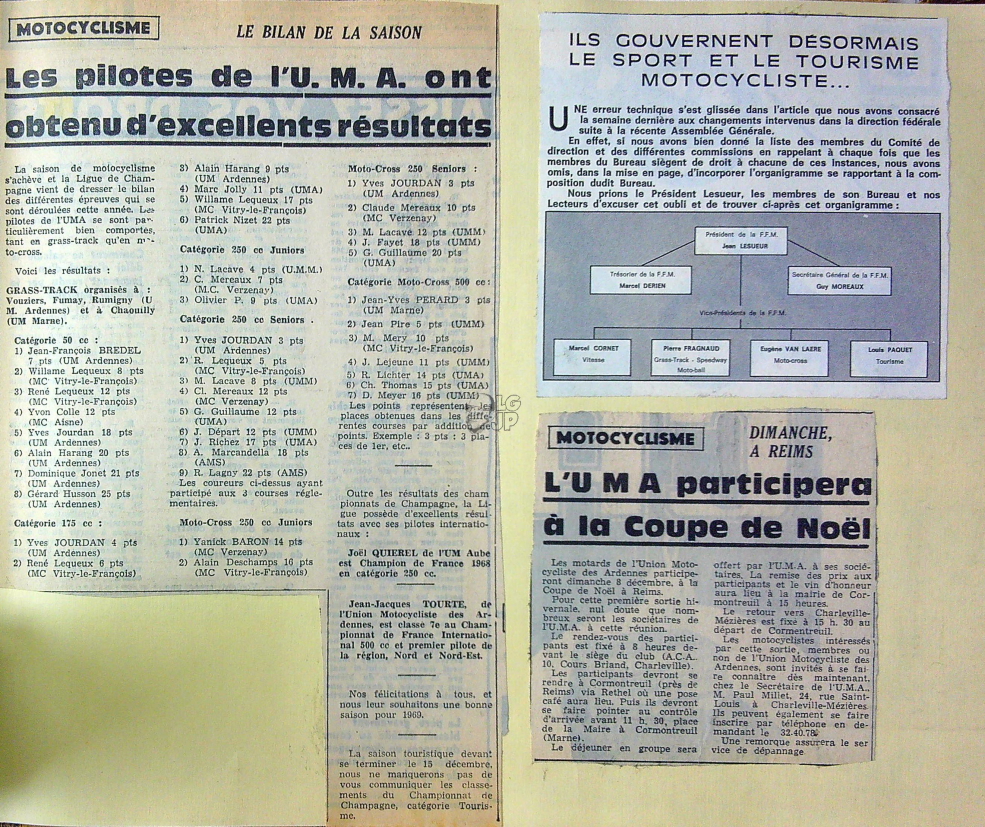 MOTOCYCLISME
LE BILAN DE LA SAISON
Les pilotes de l'U. M. A. ont
obtenu d'excellents résultats
La saison de motocyclisme
s'achève et la Ligue de Cham-
pagne vient de dresser le bilan
des différentes épreuves qui se
sont déroulées cette année. Les
pilotes de l'UMA se sont par-
ticulièrement bien comportes,
tant en grass-track qu'en mo-
to-cross.
Voici les résultats :
GRASS-TRACK organisés à :
Vouziers, Fumay, Rumigny (U
M. Ardennes) et à Chaouilly
(UM Marne).
Catégorie 50 cc :
1) Jean-François BREDEL
7 pts (UM Ardennes)
2) Willame Lequeux 8 pts
(MC Vitry-le-François)
3) René Lequeux 12 pts
(MC Vitry-le-François)
4) Yvon Colle 12 pts
(MC Aisne)
5) Yves Jourdan 18 pts
(UM Ardennes)
6) Alain Harang 20 pts
(UM Ardennes)
7) Dominique Jonet 21 pts
(UM Ardennes)
8) Gérard Husson 25 pts
(UM Ardennes)
Catégorie 175 cc :
1) Yves JOURDAN 4 pts
(UM Ardennes)
2) René Lequeux 6 pts
(MC Vitry-le-François)
3) Alain Harang 9 pts
(UM Ardennes)
4) Marc Jolly 11 pts (UMA)
5) Willame Lequeux 17 pts
(MC Vitry-le-François)
6) Patrick Nizet 22 pts
(UMA)
Catégorie 250 cc Juniors
1) N. Lacave 4 pts (U.M.M.)
2) C. Mereaux 7 pts
(M.C. Verzenay)
3) Olivier P. 9 pts (UMA)
Catégorie 250 cc Seniors .
1) Yves JOURDAN 3 pts
(UM Ardennes)
2) R. Lequeux 5 pts
(MC Vitry-le-François)
3) M. Lacave 8 pts (UMM)
4) Cl. Mereaux 12 pts
(MC Verzenay)
5) G. Guillaume 12 pts
(UMA)
6) J. Départ 12 pts (UMM)
7) J. Richez 17 pts (UMA)
8) A. Marcandella 18 pts
(AMS)
9) R. Lagny 22 pts (AMS)
Les coureurs ci-dessus ayant
participé aux 3 courses régle-
mentaires.
Moto-Cross 250 cc Juniors
1) Yanick BARON 14 pts
(MC Verzenay)
2) Alain Deschamps 16 pts
(MC Vitry-le-François)
Moto-Cross 250 cc Seniors :
1) Yves JOURDAN 3 pts
(UM Ardennes)
2) Claude Mereaux 10 pts
(MC Verzenay)
3) M. Lacave 12 pts (UMM)
4) J. Fayet 18 pts (UMM)
5) G. Guillaume 20 pts
(UMA)
Catégorie Moto-Cross 500 cc :
1) Jean-Yves PERARD 3 pts
(UM Marne)
2) Jean Pire 5 pts (UMM)
3) M. Mery 10 pts
(MC Vitry-le-François)
4) J. Lejeune 11 pts (UMM)
5) R. Lichter 14 pts (UMA)
6) Ch. Thomas 15 pts (UMA)
7) D. Meyer 16 pts (UMM)
Les points représentent les
places obtenues dans les diffé-
rentes courses par addition de
points. Exemple : 3 pts : 3 pla-
ces de 1er, etc..
Outre les résultats des cham
pionnats de Champagne, la Li-
gue possède d'excellents résul-
tats avec ses pilotes internatio-
naux :
Joël QUIEREL de l'UM Aube
est Champion de France 1968
en catégorie 250 cc.
Jean-Jacques TOURTE, de
l'Union Motocycliste des Ar-
dennes, est classe 7e au Cham-
pionnat de France Internatio-
nal 500 cc et premier pilote de
la région, Nord et Nord-Est.
Nos félicitations à tous, et
nous leur souhaitons une bonne
saison pour 1969.
La saison touristique devant
se terminer le 15 décembre,
nous ne manquerons pas de
vous communiquer les classe-
ments du Championnat de
Champagne, catégorie Touris-
me.
ILS GOUVERNENT DÉSORMAIS
LE SPORT ET LE TOURISME
MOTOCYCLISTE...
UNE erreur technique s'est glissée dans l'article que nous avons consacré
la semaine dernière aux changements intervenus dans la direction fédérale
suite à la récente Assemblée Générale.
En effet, si nous avons bien donné la liste des membres du Comité de
direction et des différentes commissions en rappelant à chaque fois que les
membres du Bureau siègent de droit à chacune de ces instances, nous avons
omis, dans la mise en page, d'incorporer l'organigramme se rapportant à la com-
position dudit Bureau.
Nous prions le Président Lesueur, les membres de son Bureau et nos
Lecteurs d'excuser cet oubli et de trouver ci-après cet organigramme :
Président de la F.F.M.
Jean LESUEUR
Trésorier de la F.F.M.
Marcel DERIEN
Secrétaire Général de la F.F.M.
Guy MOREAUX
Vice-Présidents de la F.F.M.
Marcel CORNET
Vitesse
Pierre FRAGNAUD
Grass-Track - Speedway
Moto-ball
Eugène VAN LAERE
Moto-cross
Louis PAQUET
Tourisme
MOTOCYCLISME
DIMANCHE,
A REIMS
L'U M A participera
à la Coupe de Noël
Les motards de l'Union Moto-
cycliste des Ardennes participe-
ront dimanche 8 décembre, à la
Coupe de Noël à Reims.
Pour cette première sortie hi-
vernale, nul doute que nom-
breux seront les sociétaires de
l'U.M.A. à cette réunion.
Le rendez-vous des partici-
pants est fixé à 8 heures de-
vant le siège du club (A.C.A.,
10, Cours Briand, Charleville).
Les participants devront se
rendre à Cormontreuil (près de
Reims) via Rethel où une pose
café aura lieu. Puis ils devront
se faire pointer au contrôle
d'arrivée avant 11 h. 30, place
de la Maire à Cormontreuil
(Marne).
Le déjeuner en groupe sera
offert par l'U.M.A. à ses socié-
taires. La remise des prix aux
participants et le vin d'honneur
aura lieu à la mairie de Cor-
montreuil à 15 heures.
Le retour vers Charleville-
Mézières est fixé à 15 h. 30 au
départ de Cormentreuil.
Les motocyclistes intéressés
par cette sortie, membres ou
non de l'Union Motocycliste des
Ardennes, sont invités à se fai-
re connaître dès maintenant,
chez le Secrétaire de l'U.M.A.,
M. Paul Millet, 24, rue Saint-
Louis à Charleville-Mézières.
Ils peuvent également se faire
inscrire par téléphone en de-
mandant le 32.40.78.
Une remorque assurera le ser
vice de dépannage.